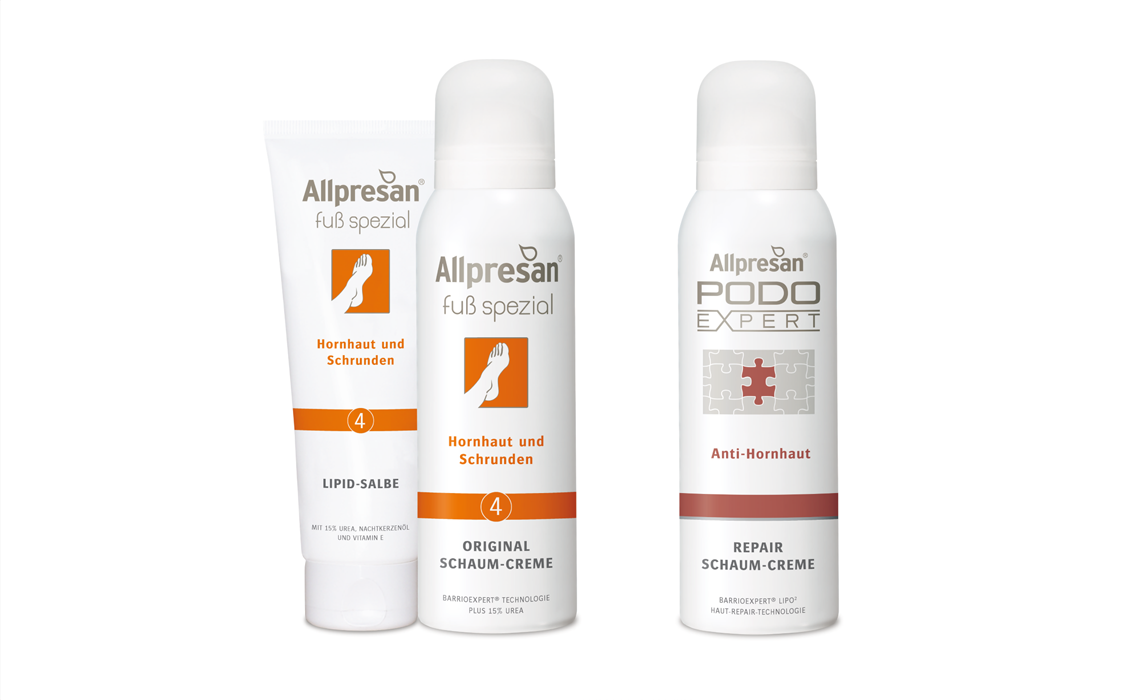 Allpresan®
fuß spezial
Hornhaut und
Schrunden
4
LIPID-SALBE
MIT 15% UREA, NACHTKERZENÖL
UND VITAMIN E
Allpresan®
fuß spezial
Hornhaut und
Schrunden
4
ORIGINAL
SCHAUM-CREME
BARRIOEXPERT® TECHNOLOGIE
PLUS 15% UREA
Allpresan®
PODO
EXPERT
Anti-Hornhaut
REPAIR
SCHAUM-CREME
BARRIOEXPERT® LIPO²
HAUT-REPAIR-TECHNOLOGIE